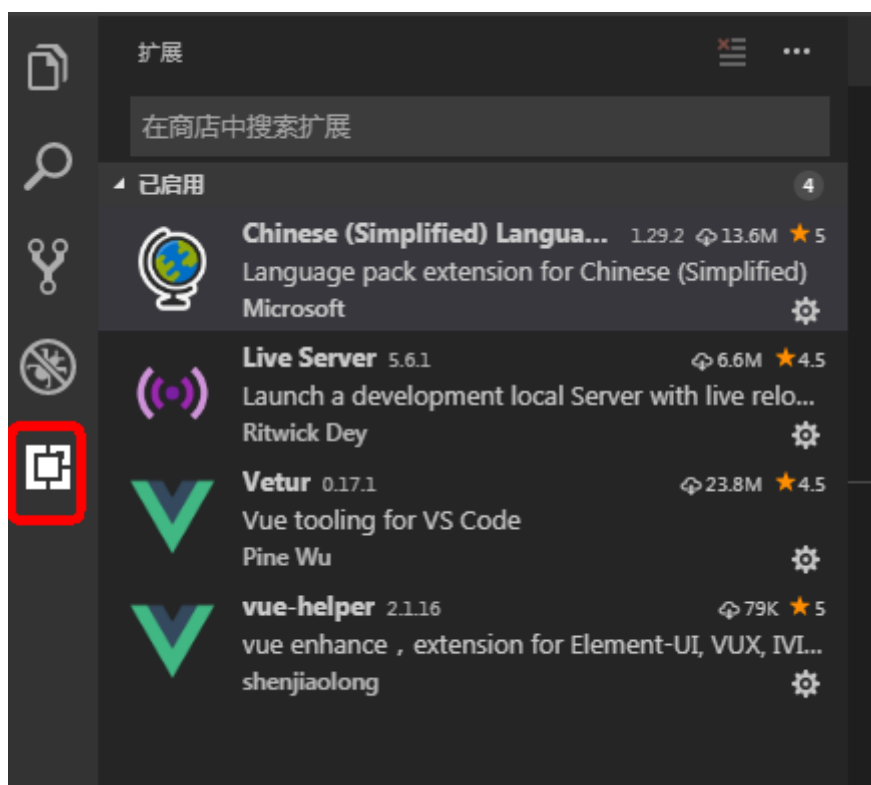 扩展
在商店中搜索扩展
已启用 4
Chinese (Simplified) Langua... 1.29.2 13.6M 5
Language pack extension for Chinese (Simplified)
Microsoft
Live Server 5.6.1 6.6M 4.5
Launch a development local Server with live relo...
Ritwick Dey
Vetur 0.17.1 23.8M 4.5
Vue tooling for VS Code
Pine Wu
vue-helper 2.1.16 79K 5
vue enhance，extension for Element-UI, VUX, IVI...
shenjiaolong